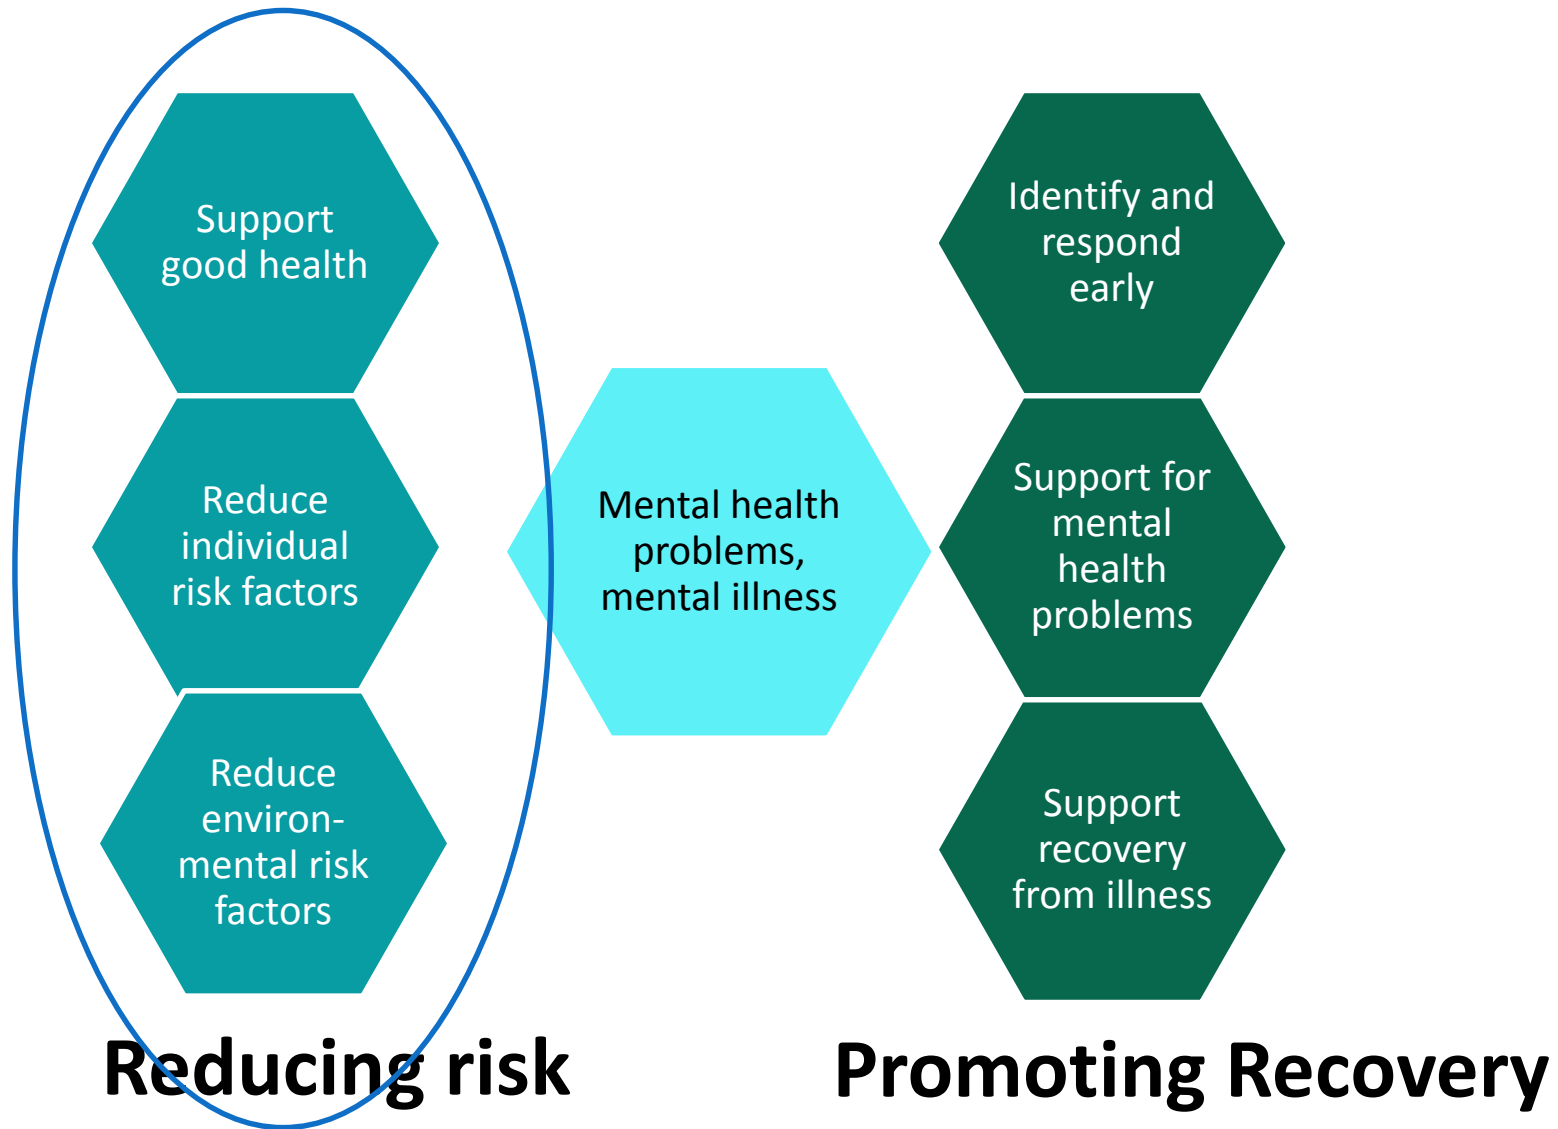 Support
good health
Reduce
individual
risk factors
Reduce
environ-
mental risk
factors
Reducing risk
Mental health
problems,
mental illness
Identify and
respond
early
Support for
mental
health
problems
Support
recovery
from illness
Promoting Recovery